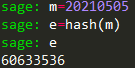 sage: m=20210505
sage: e=hash(m)
sage: e
60633536